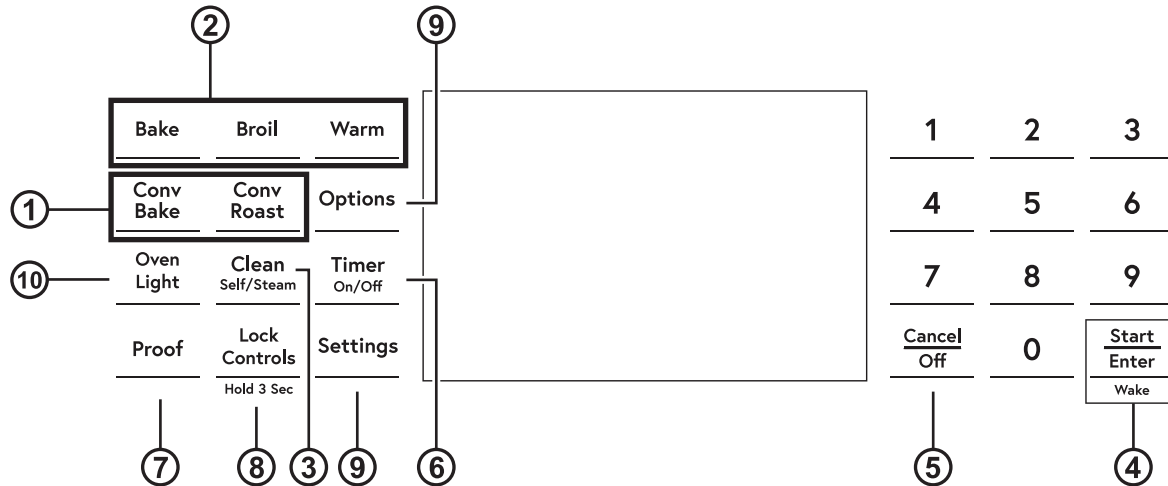 2
9
Bake Broil Warm
1 2 3
1
Conv Bake
Conv Roast
Options
4 5 6
10
Oven Light
Clean
Self/Steam
Timer
On/Off
7 8 9
Proof
Lock Controls
Hold 3 Sec
Settings
Cancel
Off
0
Start
Enter
Wake
7 8 3 9 6 5 4